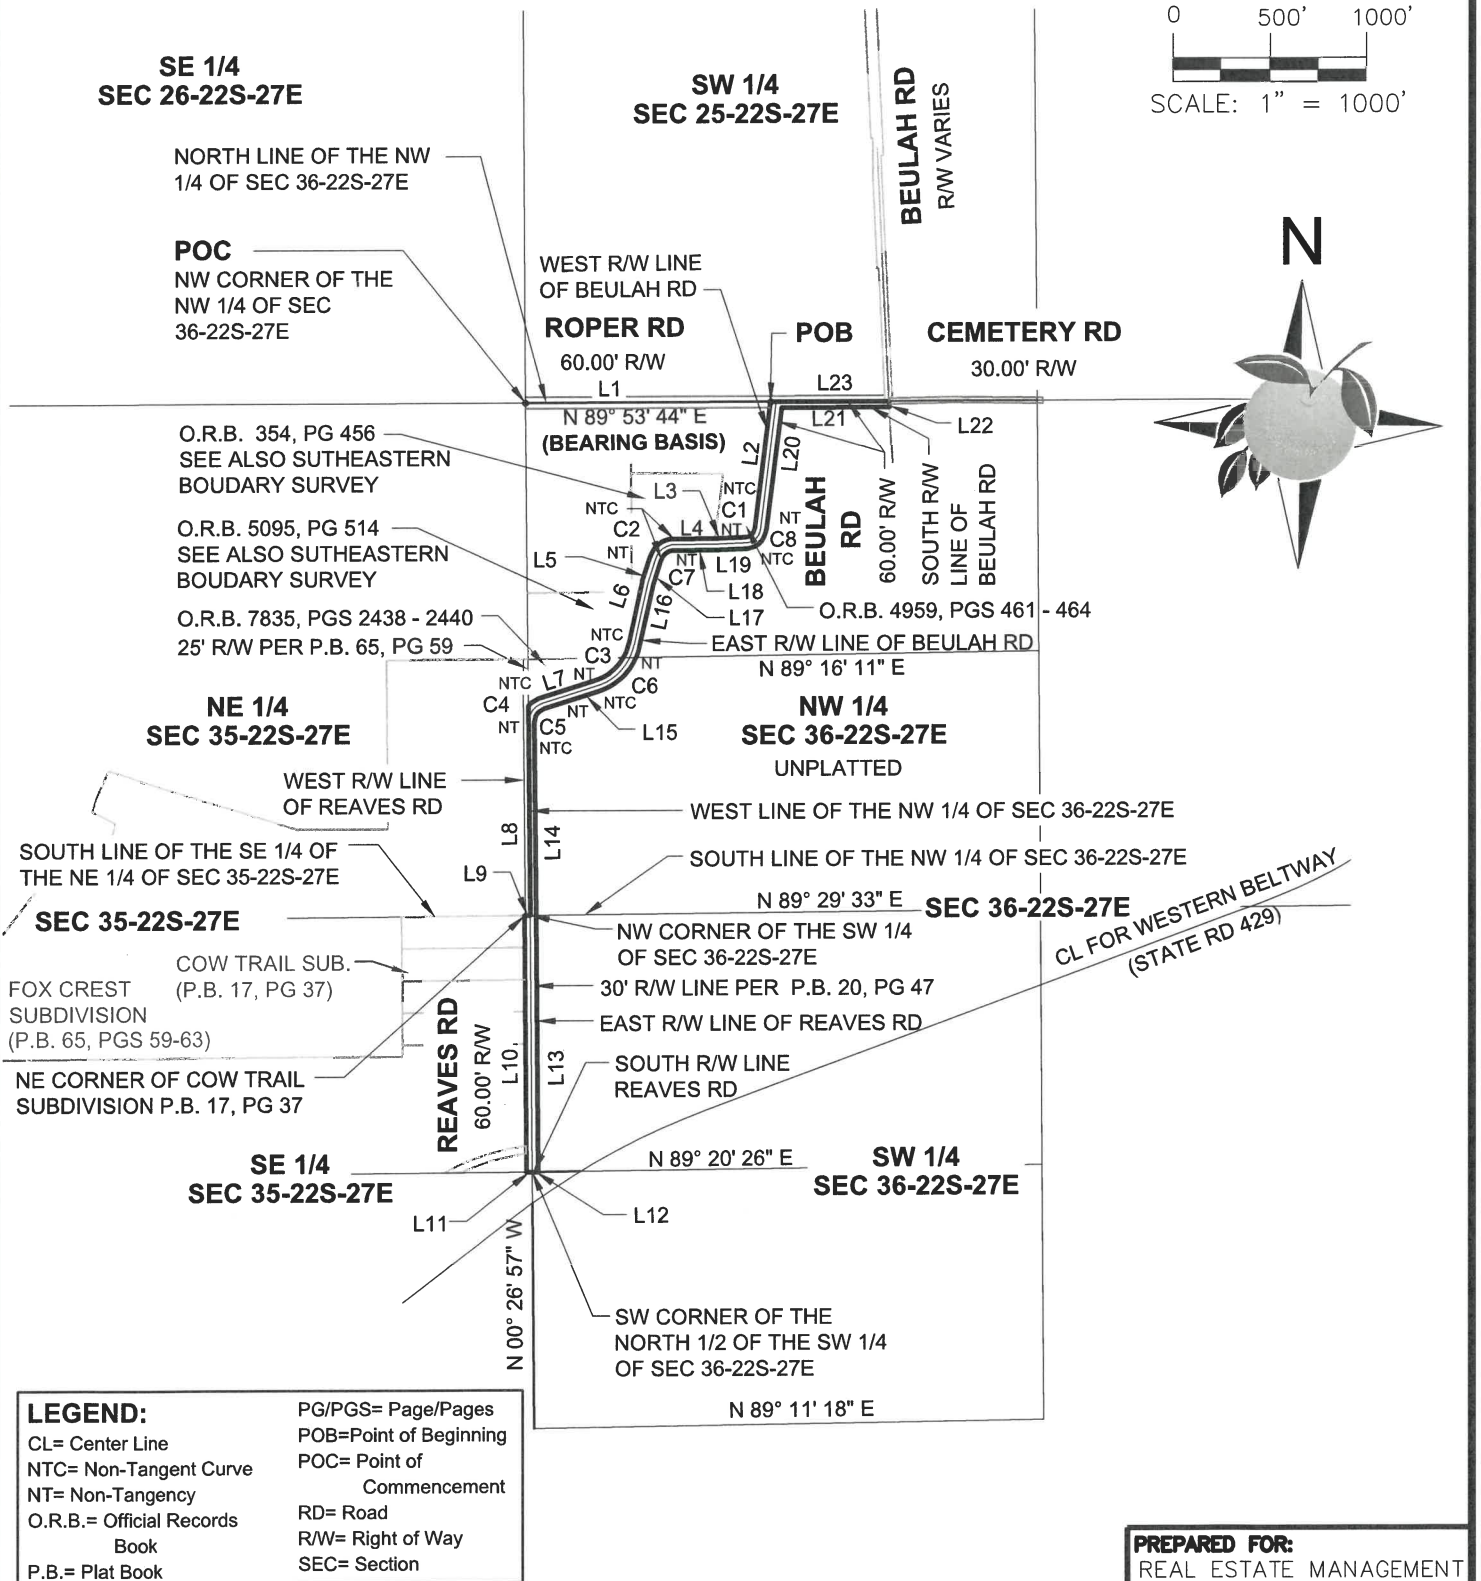 0 500' 1000'
SCALE: 1" = 1000'
SE 1/4
SEC 26-22S-27E
SW 1/4
SEC 25-22S-27E
BEULAH RD
R/W VARIES
NORTH LINE OF THE NW
1/4 OF SEC 36-22S-27E
N
POC
NW CORNER OF THE
NW 1/4 OF SEC
36-22S-27E
WEST R/W LINE
OF BEULAH RD
ROPER RD
60.00' R/W
POB
CEMETERY RD
30.00' R/W
L1
L23
N 89° 53' 44" E
(BEARING BASIS)
L21
L22
O.R.B. 354, PG 456
SEE ALSO SUTHEASTERN
BOUDARY SURVEY
L2
L20
L3
NTC
C1
NTC
C2
L4
NT
NT
C8
NTC
BEULAH
RD
60.00' R/W
SOUTH R/W
LINE OF
BEULAH RD
O.R.B. 5095, PG 514
SEE ALSO SUTHEASTERN
BOUDARY SURVEY
NT
L5
NT
C7
L19
L18
L6
L16
L17
O.R.B. 4959, PGS 461 - 464
O.R.B. 7835, PGS 2438 - 2440
25' R/W PER P.B. 65, PG 59
NTC
EAST R/W LINE OF BEULAH RD
C3
NT
N 89° 16' 11" E
NTC
L7
NT
C6
NTC
C4
NT
NT
C5
NTC
L15
NE 1/4
SEC 35-22S-27E
NW 1/4
SEC 36-22S-27E
UNPLATTED
WEST R/W LINE
OF REAVES RD
WEST LINE OF THE NW 1/4 OF SEC 36-22S-27E
L8
L14
SOUTH LINE OF THE SE 1/4 OF
THE NE 1/4 OF SEC 35-22S-27E
SOUTH LINE OF THE NW 1/4 OF SEC 36-22S-27E
L9
N 89° 29' 33" E
SEC 35-22S-27E
SEC 36-22S-27E
CL FOR WESTERN BELTWAY
(STATE RD 429)
NW CORNER OF THE SW 1/4
OF SEC 36-22S-27E
COW TRAIL SUB.
(P.B. 17, PG 37)
FOX CREST
SUBDIVISION
(P.B. 65, PGS 59-63)
30' R/W LINE PER P.B. 20, PG 47
EAST R/W LINE OF REAVES RD
REAVES RD
60.00' R/W
L10
L13
SOUTH R/W LINE
REAVES RD
NE CORNER OF COW TRAIL
SUBDIVISION P.B. 17, PG 37
SE 1/4
SEC 35-22S-27E
N 89° 20' 26" E
SW 1/4
SEC 36-22S-27E
L11
L12
N 00° 26' 57" W
SW CORNER OF THE
NORTH 1/2 OF THE SW 1/4
OF SEC 36-22S-27E
N 89° 11' 18" E
LEGEND:
CL= Center Line
NTC= Non-Tangent Curve
NT= Non-Tangency
O.R.B.= Official Records
Book
P.B.= Plat Book
PG/PGS= Page/Pages
POB=Point of Beginning
POC= Point of
Commencement
RD= Road
R/W= Right of Way
SEC= Section
PREPARED FOR:
REAL ESTATE MANAGEMENT